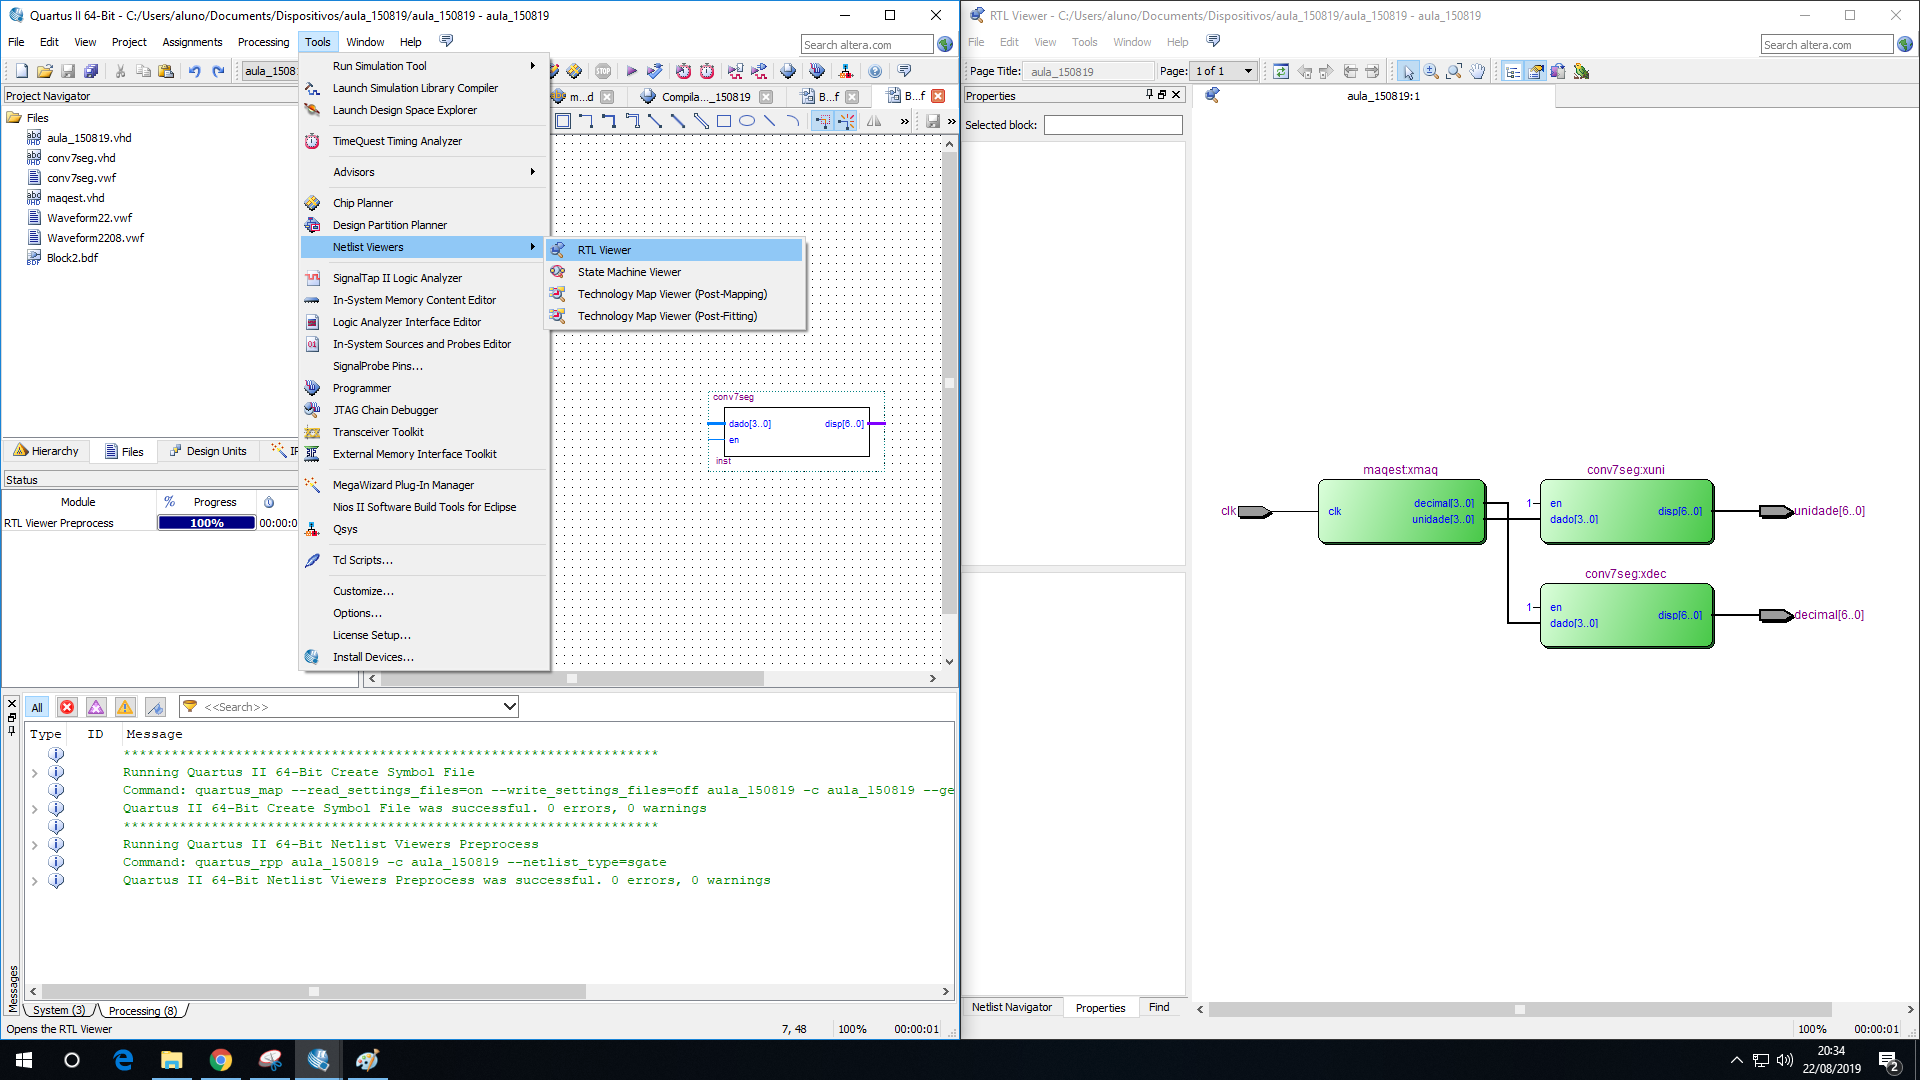 Quartus II 64-Bit - C:/Users/aluno/Documents/Dispositivos/aula_150819/aula_150819 - aula_150819
File Edit View Project Assignments Processing Tools Window Help
Search altera.com
aula_1508
Project Navigator
Files
aula_150819.vhd
conv7seg.vhd
conv7seg.vwf
maqest.vhd
Waveform22.vwf
Waveform2208.vwf
Block2.bdf
Hierarchy Files Design Units IP
Status
Module % Progress
RTL Viewer Preprocess 100% 00:00:0
Run Simulation Tool
Launch Simulation Library Compiler
Launch Design Space Explorer
TimeQuest Timing Analyzer
Advisors
Chip Planner
Design Partition Planner
Netlist Viewers
SignalTap II Logic Analyzer
In-System Memory Content Editor
Logic Analyzer Interface Editor
In-System Sources and Probes Editor
SignalProbe Pins...
Programmer
JTAG Chain Debugger
Transceiver Toolkit
External Memory Interface Toolkit
MegaWizard Plug-In Manager
Nios II Software Build Tools for Eclipse
Qsys
Tcl Scripts...
Customize...
Options...
License Setup...
Install Devices...
RTL Viewer
State Machine Viewer
Technology Map Viewer (Post-Mapping)
Technology Map Viewer (Post-Fitting)
m...d Compila..._150819 B...f B...f
conv7seg
dado[3..0] disp[6..0]
en
inst
All <<Search>>
Type ID Message
*******************************************************************
Running Quartus II 64-Bit Create Symbol File
Command: quartus_map --read_settings_files=on --write_settings_files=off aula_150819 -c aula_150819 --ge
Quartus II 64-Bit Create Symbol File was successful. 0 errors, 0 warnings
*******************************************************************
Running Quartus II 64-Bit Netlist Viewers Preprocess
Command: quartus_rpp aula_150819 -c aula_150819 --netlist_type=sgate
Quartus II 64-Bit Netlist Viewers Preprocess was successful. 0 errors, 0 warnings
Messages
System (3) Processing (8)
Opens the RTL Viewer 7, 48 100% 00:00:01
RTL Viewer - C:/Users/aluno/Documents/Dispositivos/aula_150819/aula_150819 - aula_150819
File Edit View Tools Window Help
Search altera.com
Page Title: aula_150819 Page: 1 of 1
Properties
aula_150819:1
Selected block:
maqest:xmaq
clk
clk
decimal[3..0]
unidade[3..0]
conv7seg:xuni
1
en
dado[3..0]
disp[6..0]
unidade[6..0]
conv7seg:xdec
1
en
dado[3..0]
disp[6..0]
decimal[6..0]
Netlist Navigator Properties Find
100% 00:00:01
20:34
22/08/2019
2